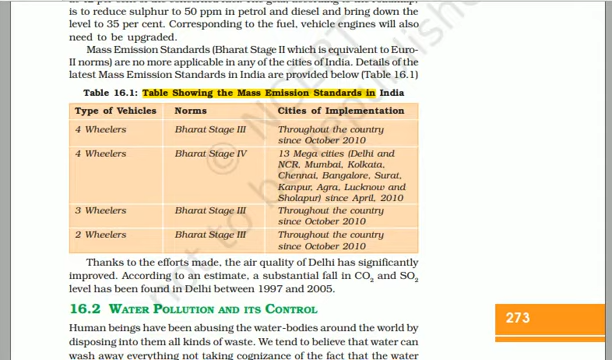 is to reduce sulphur to 50 ppm in petrol and diesel and bring down the
level to 35 per cent. Corresponding to the fuel, vehicle engines will also
need to be upgraded.
Mass Emission Standards (Bharat Stage II which is equivalent to Euro-
II norms) are no more applicable in any of the cities of India. Details of the
latest Mass Emission Standards in India are provided below (Table 16.1)
Table 16.1: Table Showing the Mass Emission Standards in India
Type of Vehicles Norms Cities of Implementation
4 Wheelers Bharat Stage III Throughout the country
since October 2010
4 Wheelers Bharat Stage IV 13 Mega cities (Delhi and
NCR, Mumbai, Kolkata,
Chennai, Bangalore, Surat,
Kanpur, Agra, Lucknow and
Sholapur) since April, 2010
3 Wheelers Bharat Stage III Throughout the country
since October 2010
2 Wheelers Bharat Stage III Throughout the country
since October 2010
Thanks to the efforts made, the air quality of Delhi has significantly
improved. According to an estimate, a substantial fall in CO₂ and SO₂
level has been found in Delhi between 1997 and 2005.
16.2 WATER POLLUTION AND ITS CONTROL
Human beings have been abusing the water-bodies around the world by
disposing into them all kinds of waste. We tend to believe that water can
wash away everything not taking cognizance of the fact that the water
273
© NCERT
not to be republished